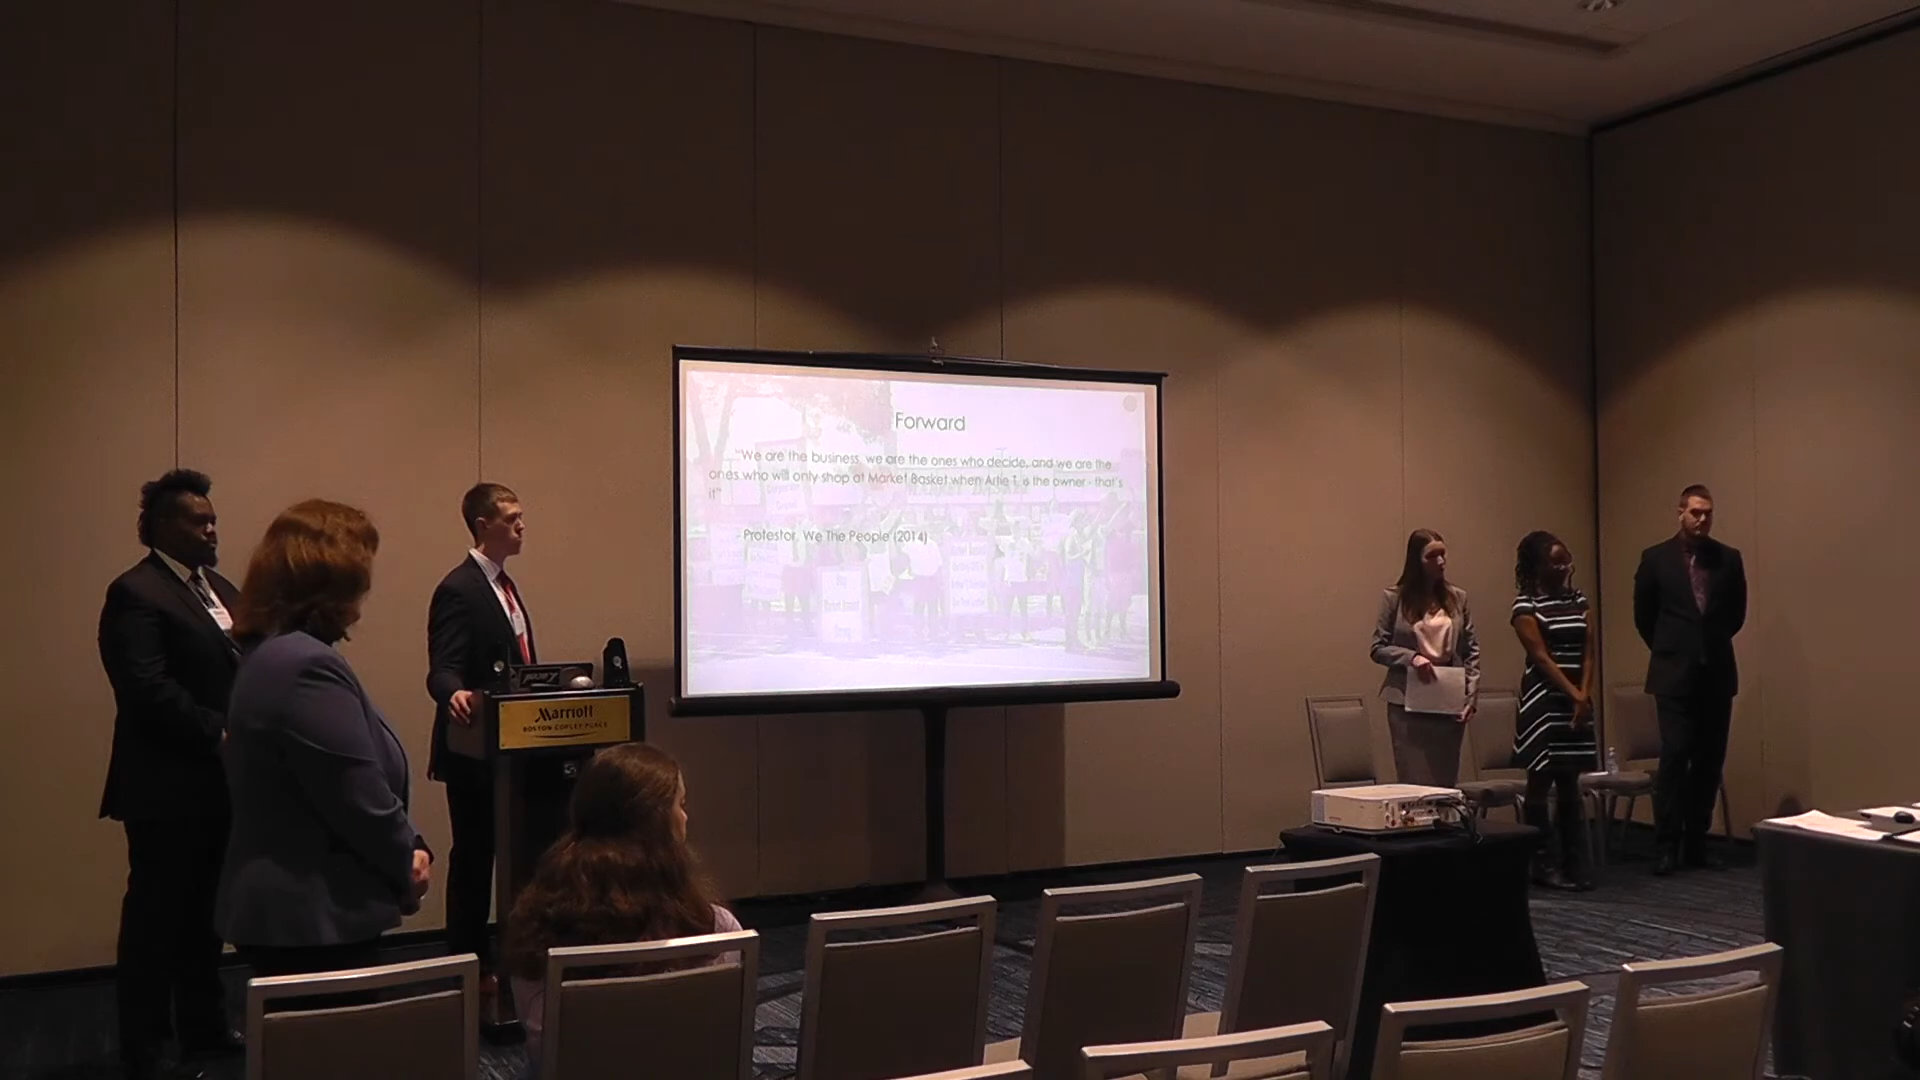 Forward
"We are the business, we are the ones who decide, and we are the
ones who will only shop at Market Basket when Artie T. is the owner - that's
it"
- Protestor, We The People (2014)
MARKET BASKET
Marriott
BOSTON COPLEY PLACE